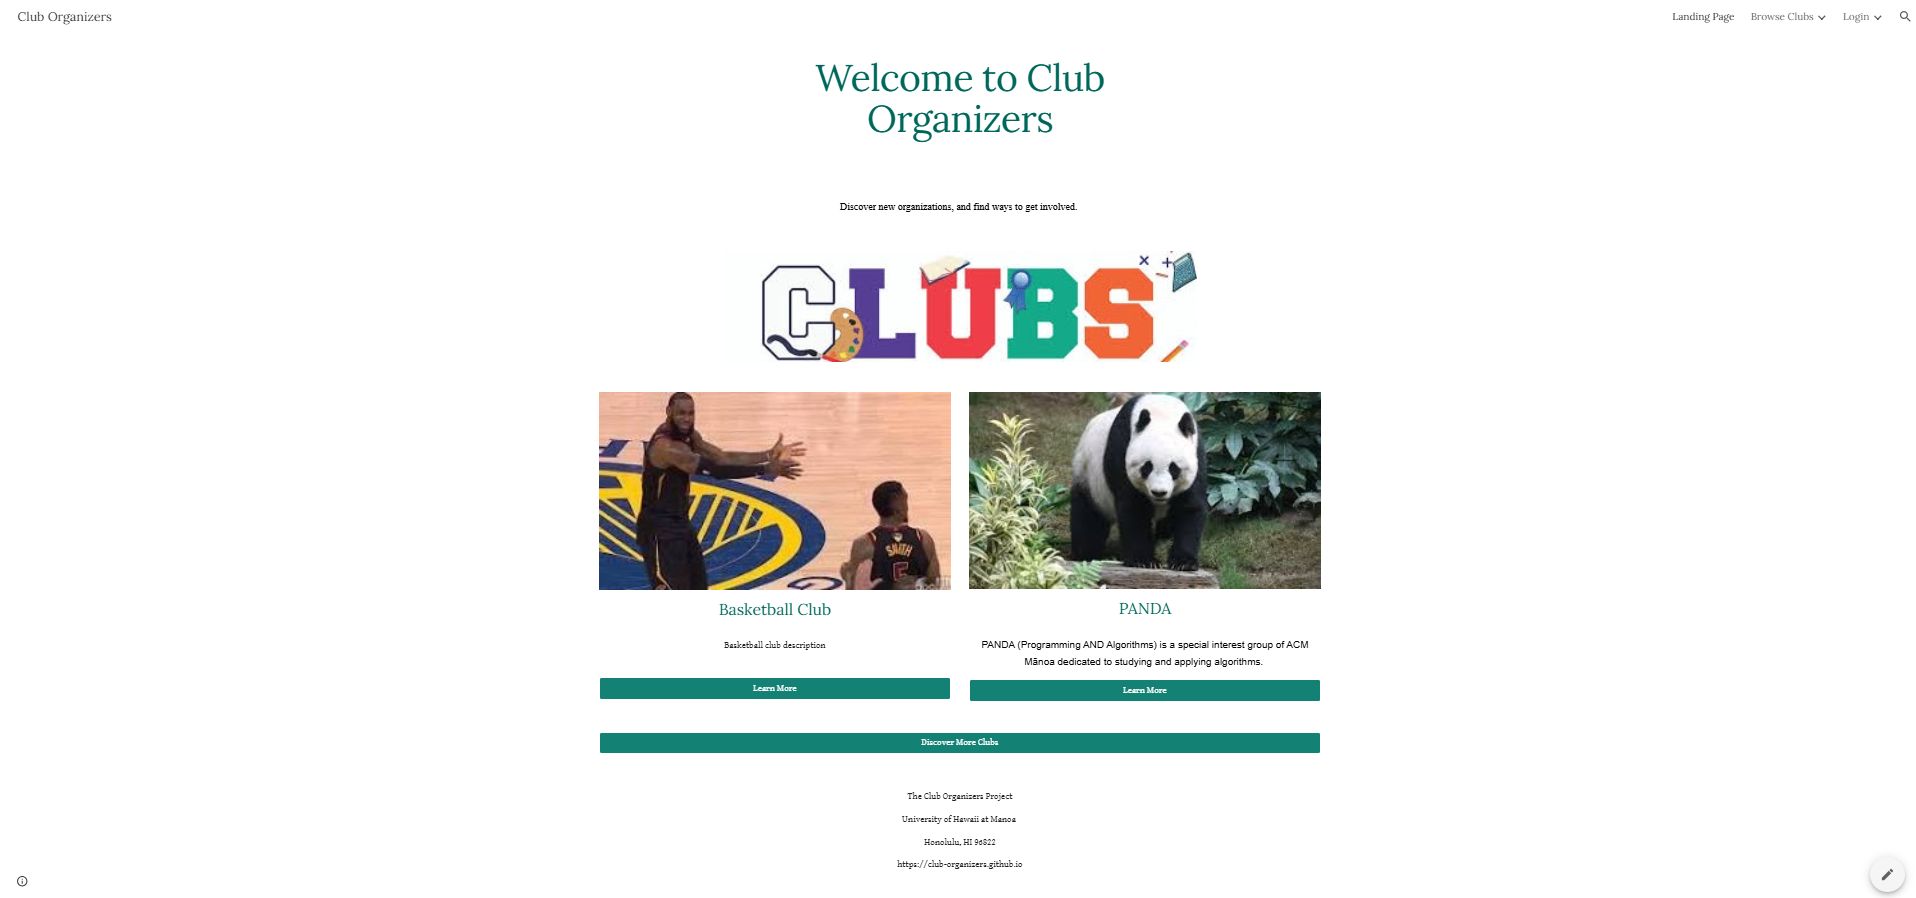 Club Organizers
Landing Page
Browse Clubs
Login
Welcome to Club
Organizers
Discover new organizations, and find ways to get involved.
CLUBS
SMITH
5
Basketball Club
PANDA
Basketball club description
PANDA (Programming AND Algorithms) is a special interest group of ACM
Mānoa dedicated to studying and applying algorithms.
Learn More
Learn More
Discover More Clubs
The Club Organizers Project
University of Hawaii at Manoa
Honolulu, HI 96822
https://club-organizers.github.io